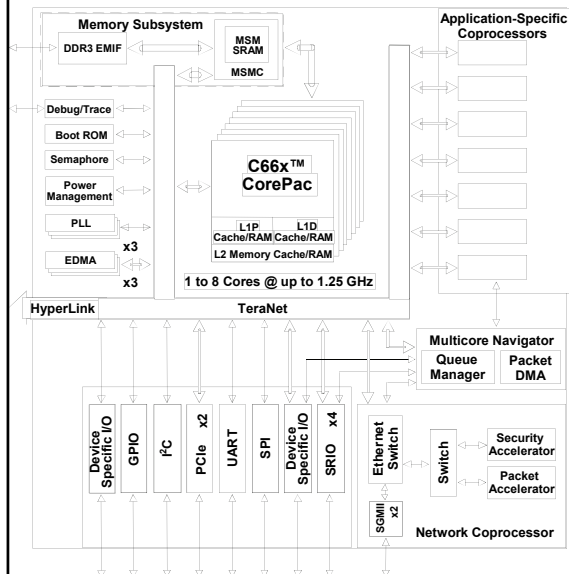 Memory Subsystem
DDR3 EMIF
MSM
SRAM
MSMC
Application-Specific
Coprocessors
Debug/Trace
Boot ROM
Semaphore
Power
Management
PLL
x3
EDMA
x3
C66x™
CorePac
L1P
Cache/RAM
L1D
Cache/RAM
L2 Memory Cache/RAM
1 to 8 Cores @ up to 1.25 GHz
HyperLink
TeraNet
Multicore Navigator
Queue
Manager
Packet
DMA
Device
Specific I/O
GPIO
I²C
PCIe x2
UART
SPI
Device
Specific I/O
SRIO x4
Ethernet
Switch
SGMII
x2
Switch
Security
Accelerator
Packet
Accelerator
Network Coprocessor